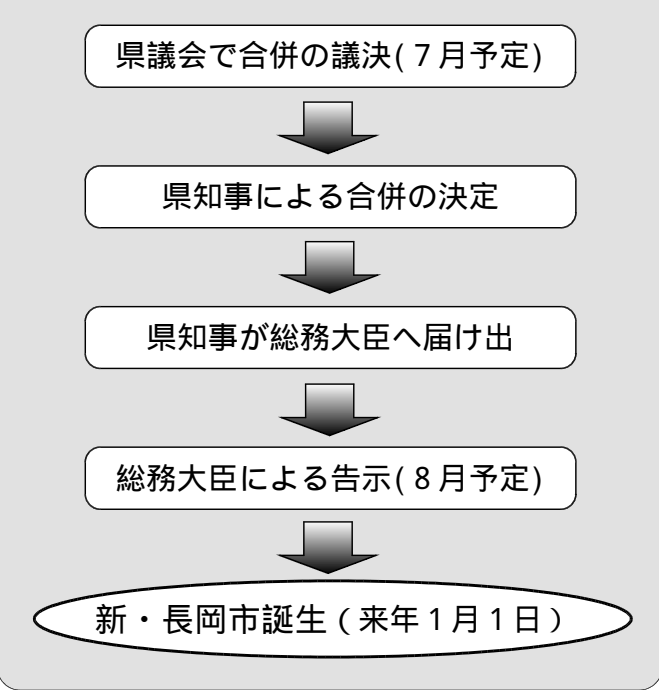 県議会で合併の議決(７月予定)
県知事による合併の決定
県知事が総務大臣へ届け出
総務大臣による告示(８月予定)
新・長岡市誕生（来年１月１日）